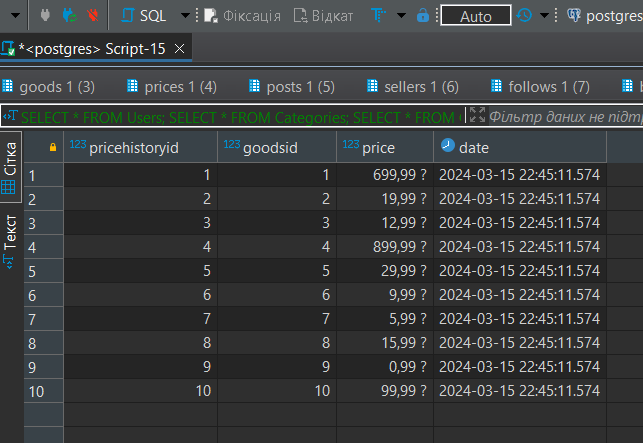 SQL Фіксація Відкат T Auto postgres
*<postgres> Script-15
goods 1 (3) prices 1 (4) posts 1 (5) sellers 1 (6) follows 1 (7)
SELECT * FROM Users; SELECT * FROM Categories; SELECT * FROM Фільтр даних не підт
Сітка
Текст
123 pricehistoryid 123 goodsid 123 price date
1 1 1 699,99 ? 2024-03-15 22:45:11.574
2 2 2 19,99 ? 2024-03-15 22:45:11.574
3 3 3 12,99 ? 2024-03-15 22:45:11.574
4 4 4 899,99 ? 2024-03-15 22:45:11.574
5 5 5 29,99 ? 2024-03-15 22:45:11.574
6 6 6 9,99 ? 2024-03-15 22:45:11.574
7 7 7 5,99 ? 2024-03-15 22:45:11.574
8 8 8 15,99 ? 2024-03-15 22:45:11.574
9 9 9 0,99 ? 2024-03-15 22:45:11.574
10 10 10 99,99 ? 2024-03-15 22:45:11.574